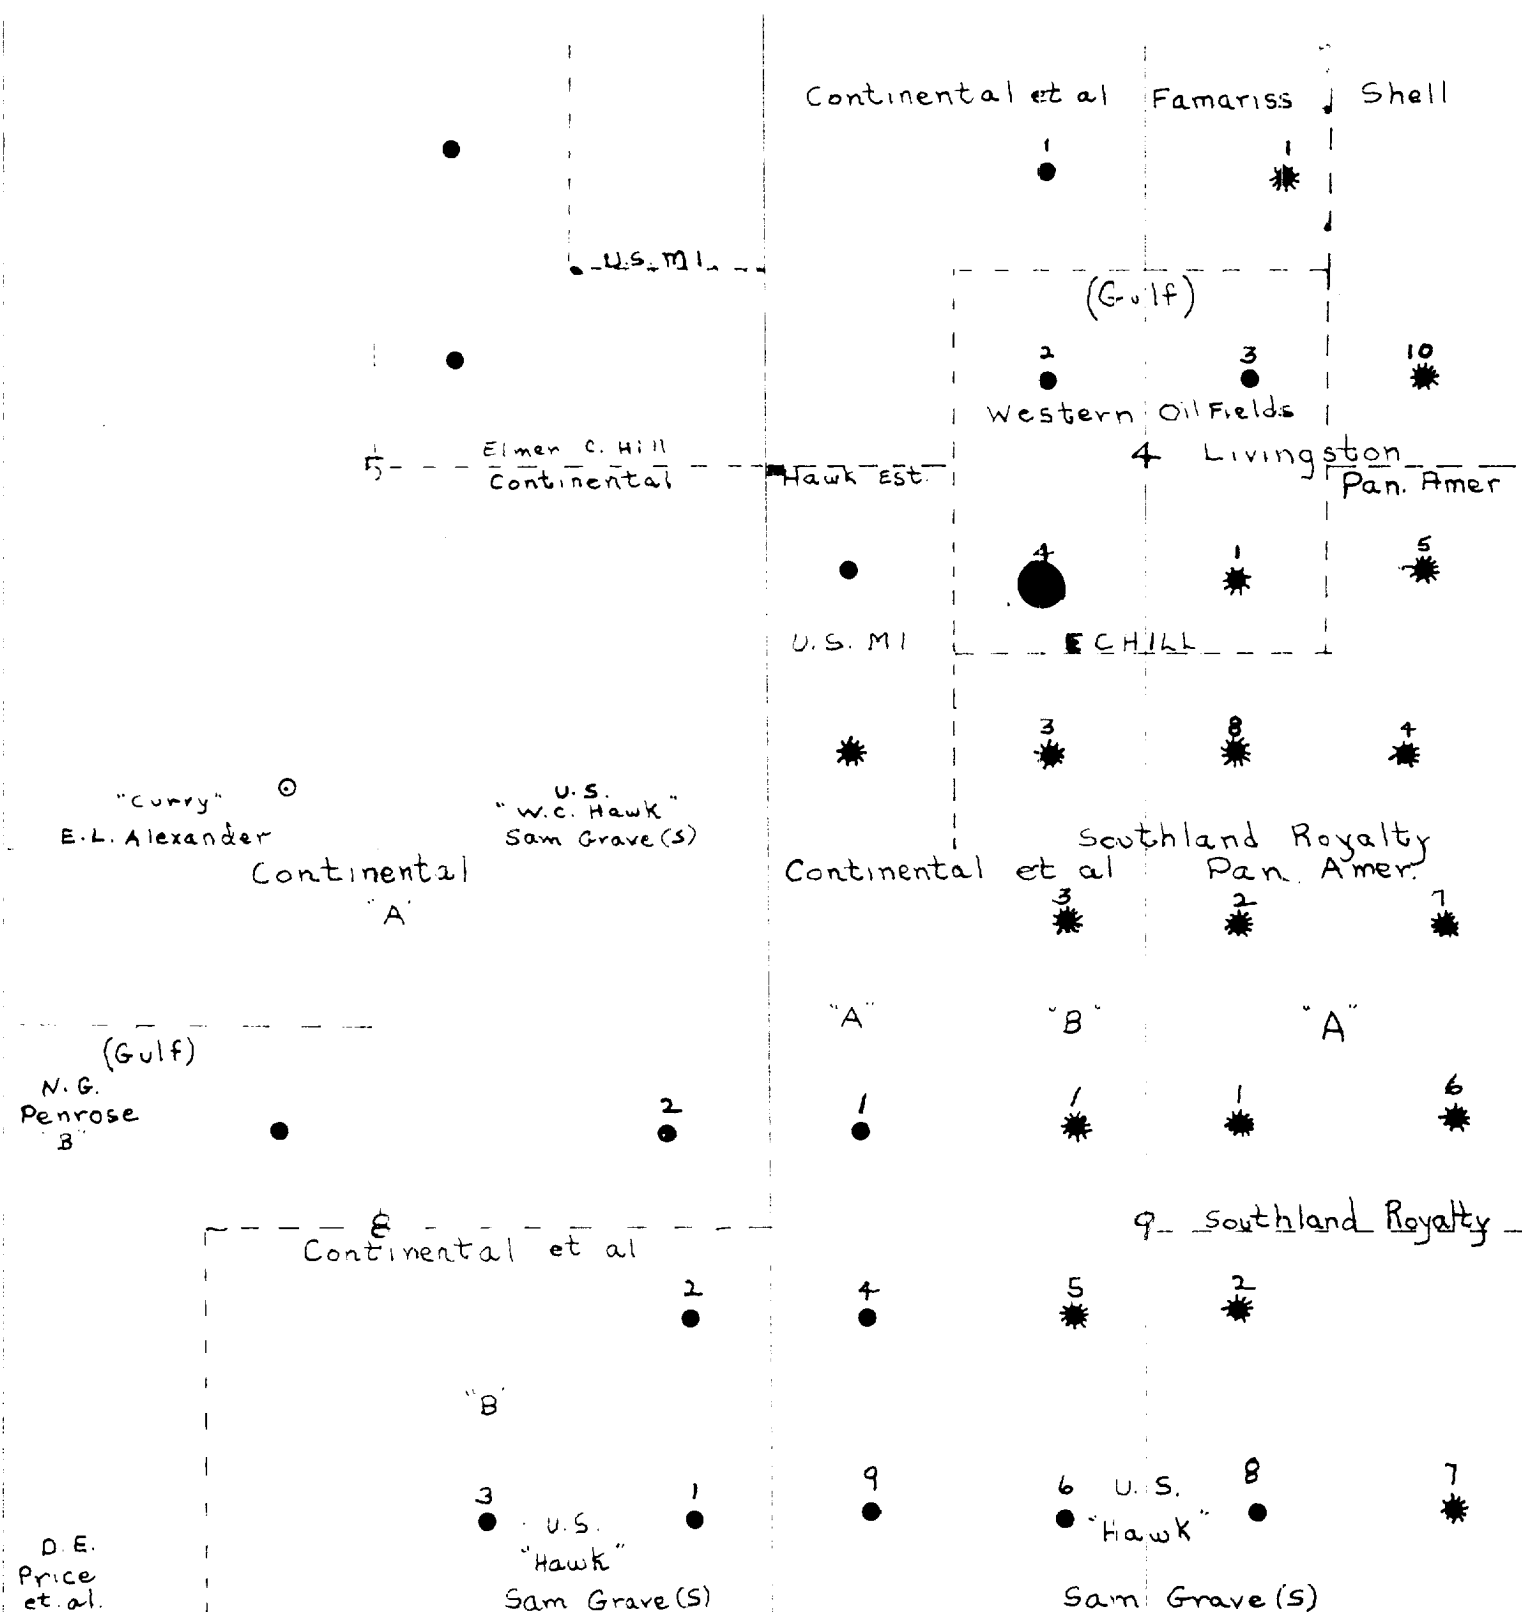 Continental et al Famariss Shell
1 1
U.S. MI
(Gulf)
2 3 10
Western Oil Fields
Elmer C. Hill
5 4 Livingston
Continental Hawk Est. Pan. Amer
4 1 5
U.S. MI E C HILL
3 8 4
"Curry"
E.L. Alexander
U.S.
"W.C. Hawk"
Sam Grave (S)
Southland Royalty
Continental Continental et al Pan. Amer.
"A"
3 2 7
"A" "B" "A"
(Gulf)
N.G.
Penrose
"B"
2 1 1 1 6
8 9 Southland Royalty
Continental et al
2 4 5 2
"B"
3 1 9 6 8 7
U.S.
"Hawk"
Sam Grave (S)
U.S.
"Hawk"
Sam Grave (S)
D.E.
Price
et. al.